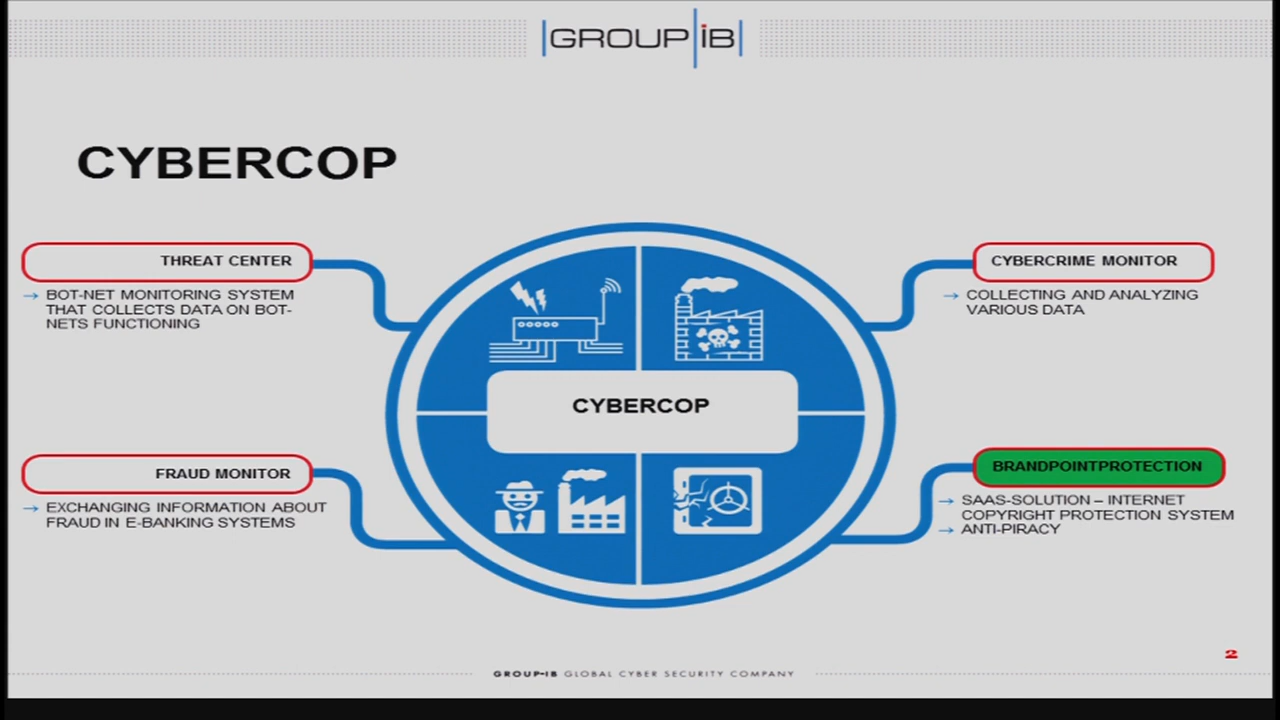 GROUP iB
CYBERCOP
THREAT CENTER
→ BOT-NET MONITORING SYSTEM
THAT COLLECTS DATA ON BOT-
NETS FUNCTIONING
CYBERCRIME MONITOR
→ COLLECTING AND ANALYZING
VARIOUS DATA
CYBERCOP
FRAUD MONITOR
→ EXCHANGING INFORMATION ABOUT
FRAUD IN E-BANKING SYSTEMS
BRANDPOINTPROTECTION
→ SAAS-SOLUTION – INTERNET
COPYRIGHT PROTECTION SYSTEM
→ ANTI-PIRACY
2
GROUP-IB GLOBAL CYBER SECURITY COMPANY